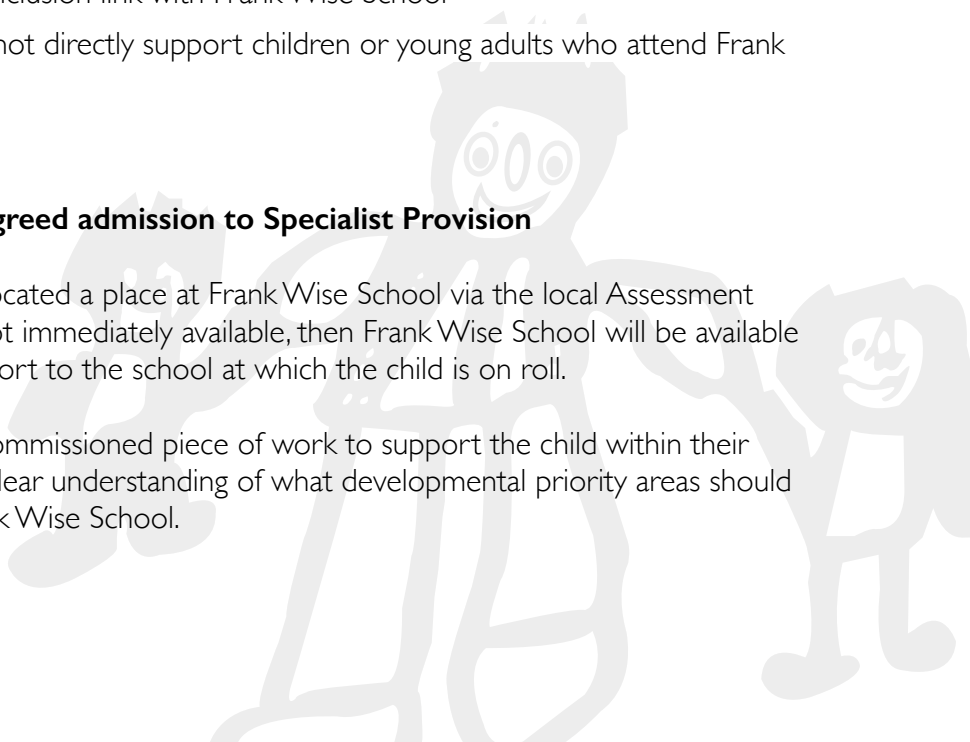 nclusion link with Frank Wise School
not directly support children or young adults who attend Frank
greed admission to Specialist Provision
ocated a place at Frank Wise School via the local Assessment
ot immediately available, then Frank Wise School will be available
ort to the school at which the child is on roll.
ommissioned piece of work to support the child within their
lear understanding of what developmental priority areas should
k Wise School.